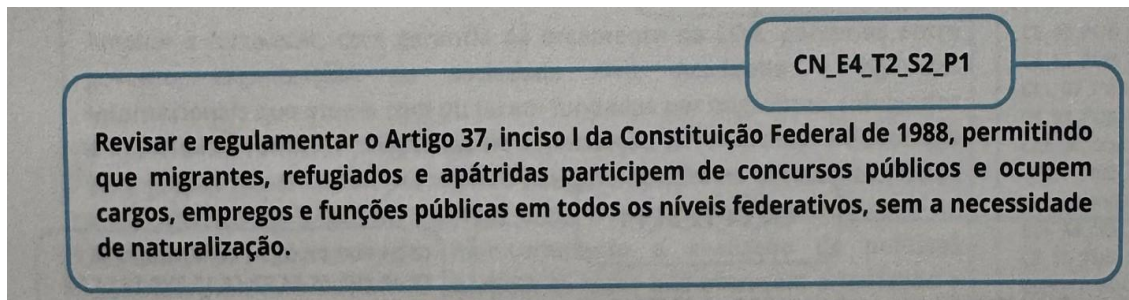 CN_E4_T2_S2_P1
Revisar e regulamentar o Artigo 37, inciso I da Constituição Federal de 1988, permitindo
que migrantes, refugiados e apátridas participem de concursos públicos e ocupem
cargos, empregos e funções públicas em todos os níveis federativos, sem a necessidade
de naturalização.